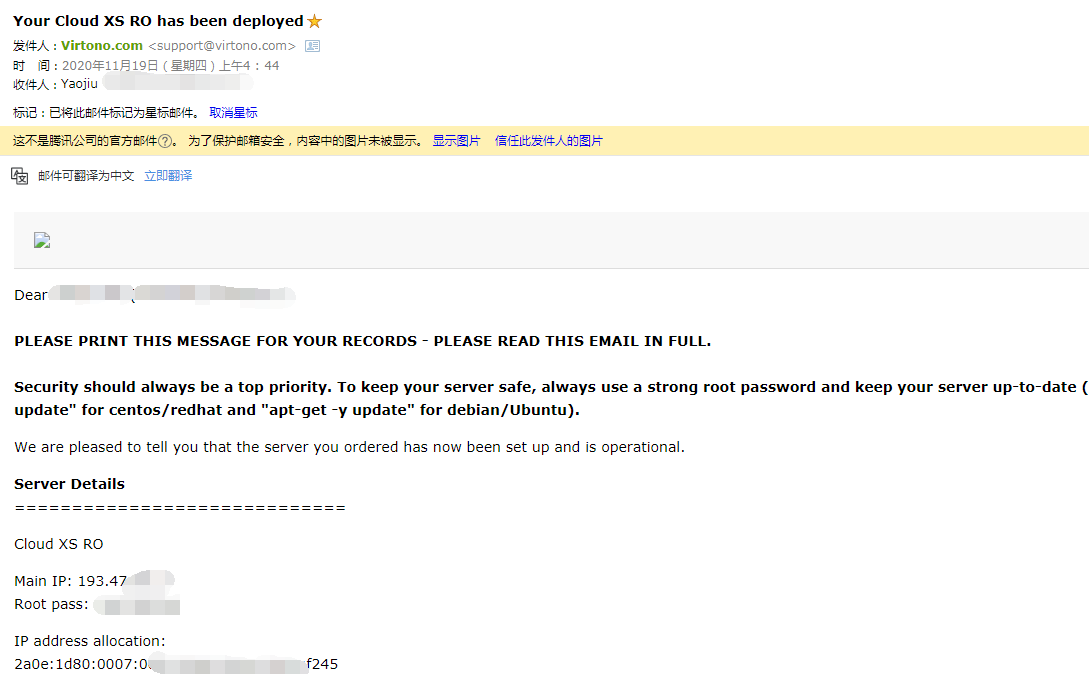 Your Cloud XS RO has been deployed
发件人：Virtono.com <support@virtono.com>
时　间：2020年11月19日 (星期四) 上午4：44
收件人：Yaojiu
标记：已将此邮件标记为星标邮件。 取消星标
这不是腾讯公司的官方邮件?。 为了保护邮箱安全，内容中的图片未被显示。 显示图片 信任此发件人的图片
邮件可翻译为中文 立即翻译
Dear (
PLEASE PRINT THIS MESSAGE FOR YOUR RECORDS - PLEASE READ THIS EMAIL IN FULL.
Security should always be a top priority. To keep your server safe, always use a strong root password and keep your server up-to-date (
update" for centos/redhat and "apt-get -y update" for debian/Ubuntu).
We are pleased to tell you that the server you ordered has now been set up and is operational.
Server Details
=============================
Cloud XS RO
Main IP: 193.47
Root pass:
IP address allocation:
2a0e:1d80:0007:0 f245